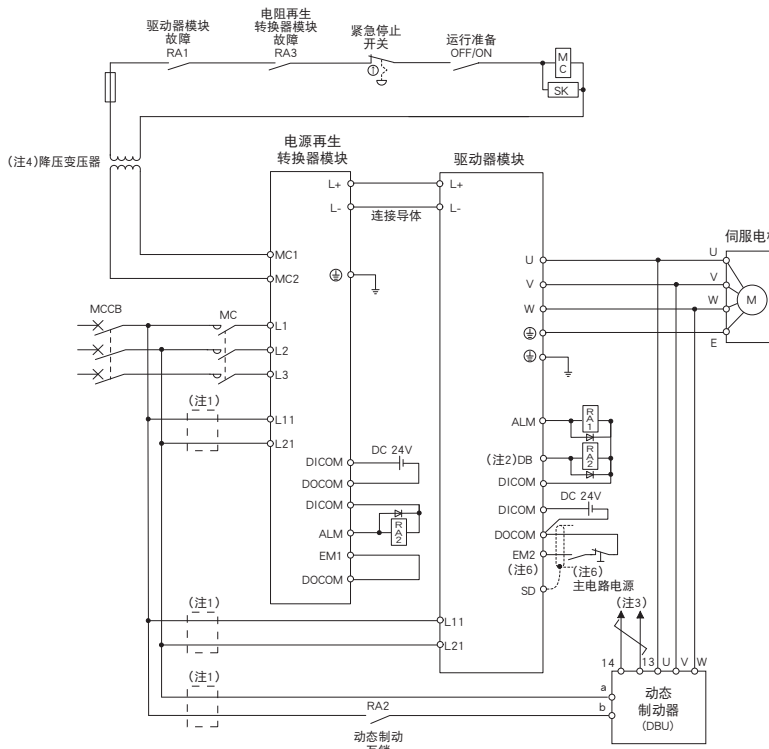 驱动器模块
故障
RA1
电阻再生
转换器模块
故障
RA3
紧急停止
开关
①
运行准备
OFF/ON
M
C
SK
(注4)降压变压器
电源再生
转换器模块
驱动器模块
L+
L+
L-
L-
连接导体
伺服电
MC1
MC2
U
U
V
V
W
W
M
E
MCCB
MC
L1
L2
L3
(注1)
L11
L21
ALM
R
A
1
(注2)DB
R
A
2
DICOM
DICOM
DC 24V
DOCOM
DICOM
ALM
R
A
2
EM1
DOCOM
DICOM
DC 24V
DOCOM
EM2
(注6)
(注6)
主电路电源
SD
(注1)
(注3)
L11
L21
14
13
U
V
W
(注1)
a
b
RA2
动态制动
动态
制动器
(DBU)